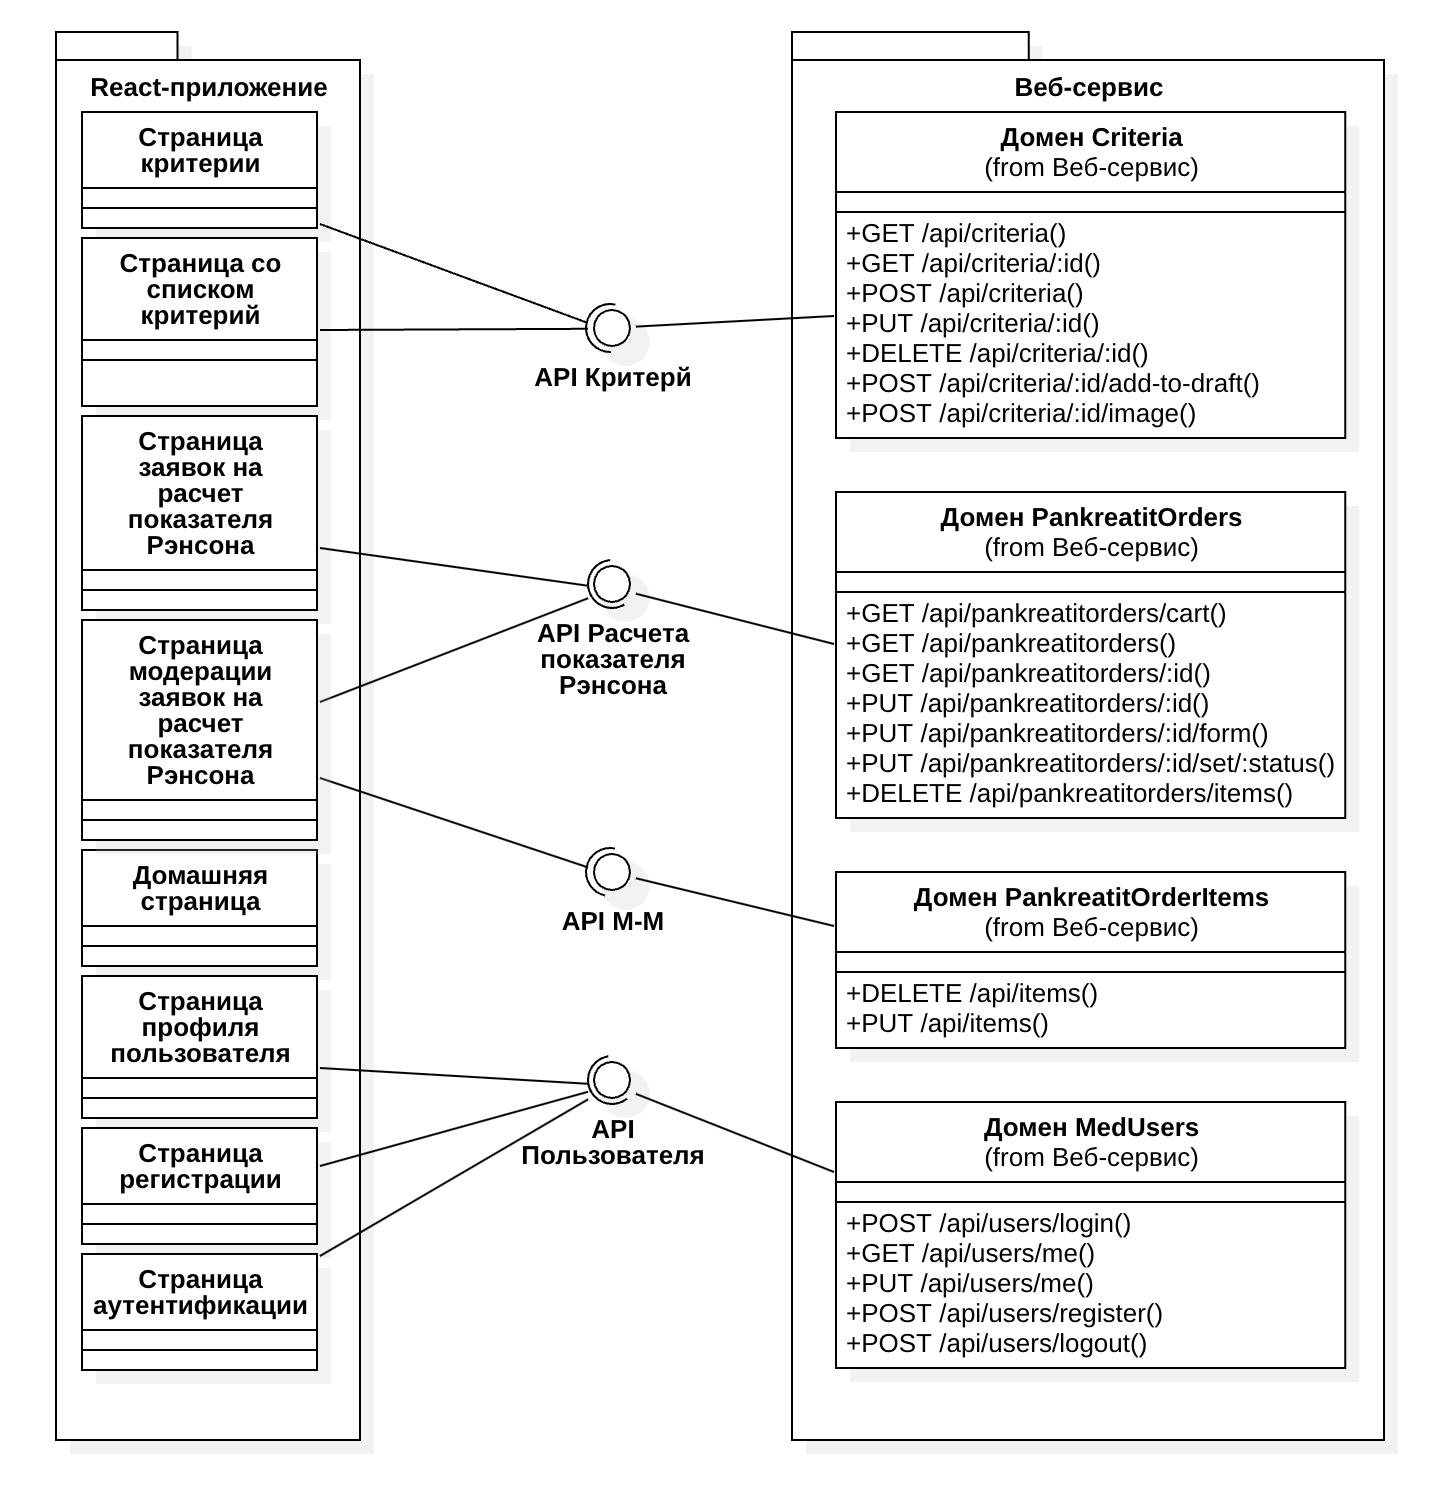 React-приложение
Страница
критерии
Страница со
списком
критерий
Страница
заявок на
расчет
показателя
Рэнсона
Страница
модерации
заявок на
расчет
показателя
Рэнсона
Домашняя
страница
Страница
профиля
пользователя
Страница
регистрации
Страница
аутентификации
API Критерй
API Расчета
показателя
Рэнсона
API М-М
API
Пользователя
Веб-сервис
Домен Criteria
(from Веб-сервис)
+GET /api/criteria()
+GET /api/criteria/:id()
+POST /api/criteria()
+PUT /api/criteria/:id()
+DELETE /api/criteria/:id()
+POST /api/criteria/:id/add-to-draft()
+POST /api/criteria/:id/image()
Домен PankreatitOrders
(from Веб-сервис)
+GET /api/pankreatitorders/cart()
+GET /api/pankreatitorders()
+GET /api/pankreatitorders/:id()
+PUT /api/pankreatitorders/:id()
+PUT /api/pankreatitorders/:id/form()
+PUT /api/pankreatitorders/:id/set/:status()
+DELETE /api/pankreatitorders/items()
Домен PankreatitOrderItems
(from Веб-сервис)
+DELETE /api/items()
+PUT /api/items()
Домен MedUsers
(from Веб-сервис)
+POST /api/users/login()
+GET /api/users/me()
+PUT /api/users/me()
+POST /api/users/register()
+POST /api/users/logout()